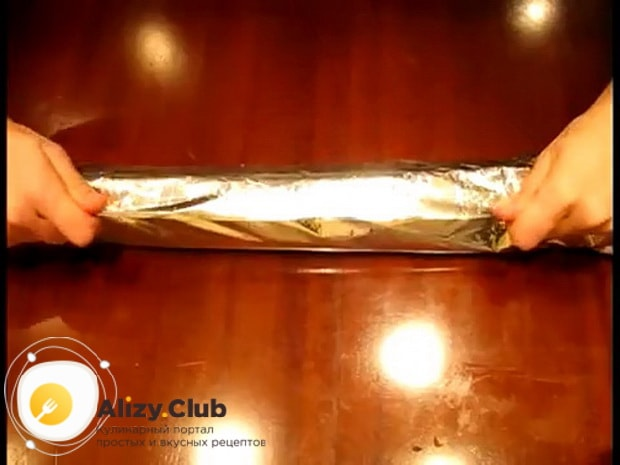 Alizy.Club
Кулинарный портал
простых и вкусных рецептов